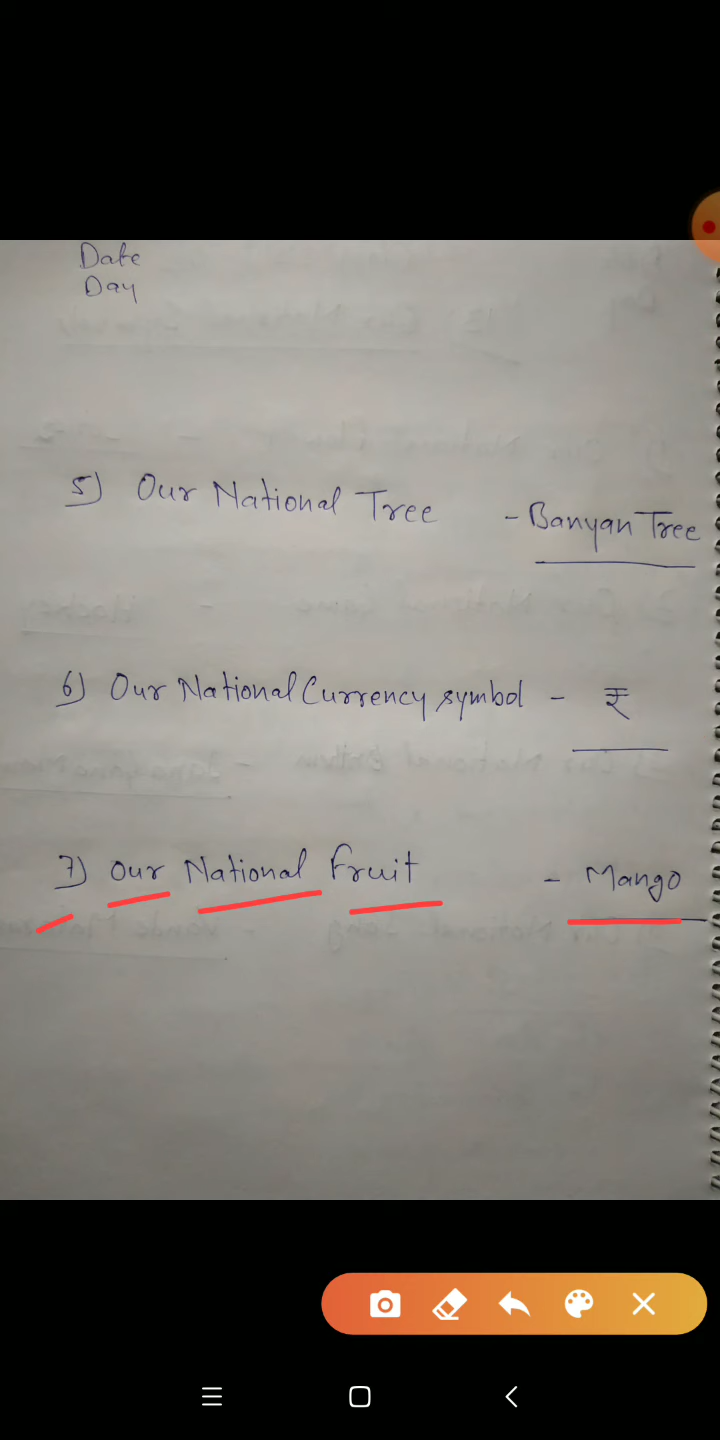 Date
Day
5) Our National Tree - Banyan Tree
6) Our National Currency symbol - ₹
7) Our National Fruit - Mango